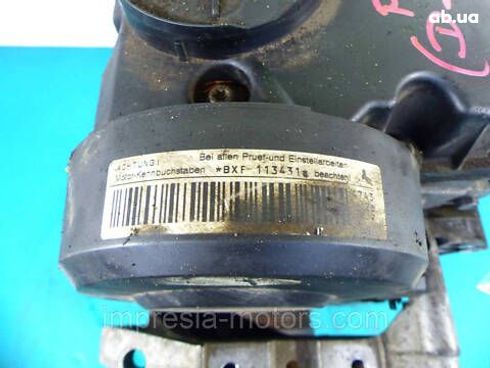 ab.ua
ACHTUNG! Bei allen Pruef-und Einstellarbeiten
Motor-Kennbuchstaben *BXF 113431* beachten
impresia-motors.com